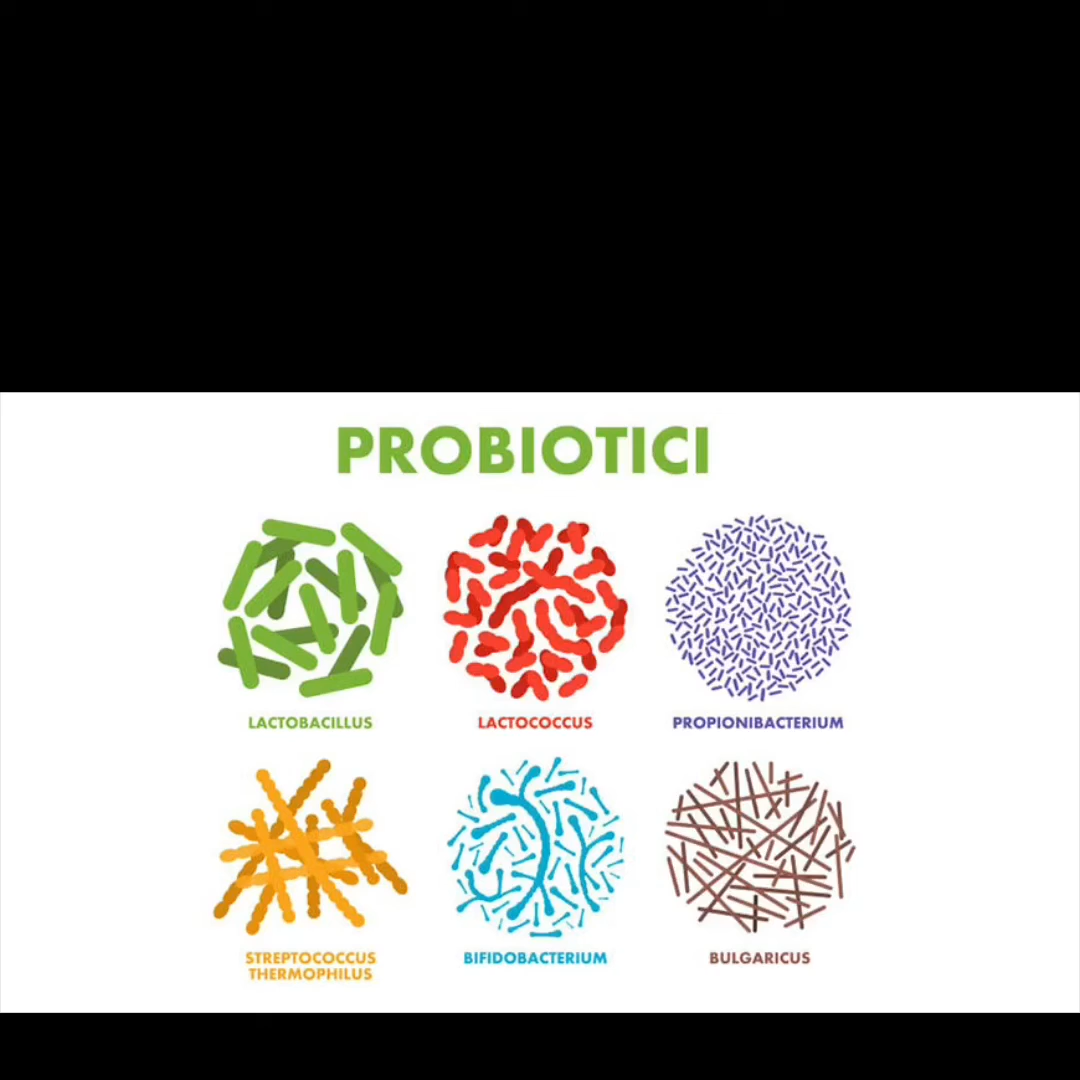 PROBIOTICI
LACTOBACILLUS
LACTOCOCCUS
PROPIONIBACTERIUM
STREPTOCOCCUS
THERMOPHILUS
BIFIDOBACTERIUM
BULGARICUS